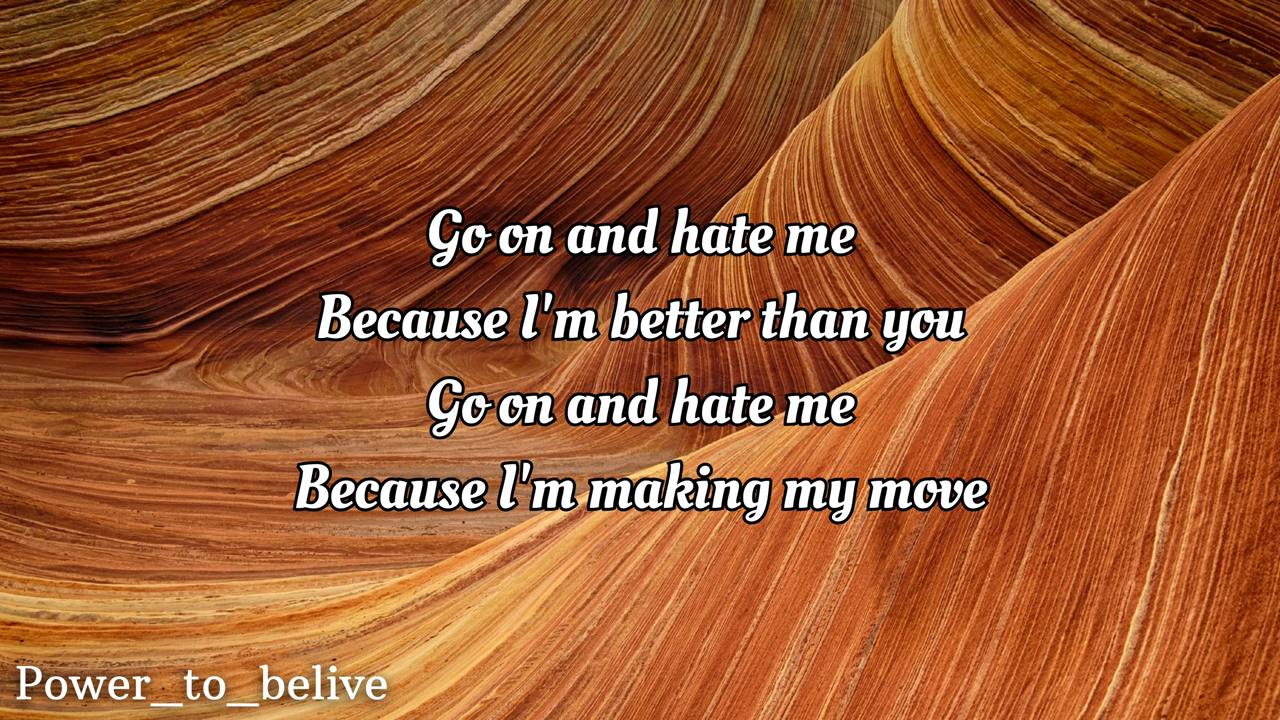 Go on and hate me
Because I'm better than you
Go on and hate me
Because I'm making my move
Power_to_belive